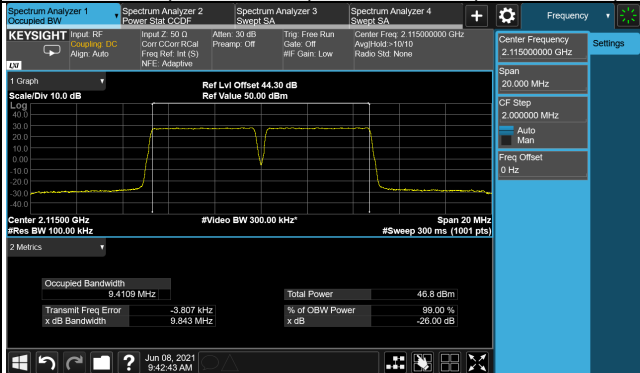 Spectrum Analyzer 1
Occupied BW
Spectrum Analyzer 2
Power Stat CCDF
Spectrum Analyzer 3
Swept SA
Spectrum Analyzer 4
Swept SA
+
Frequency
KEYSIGHT
LXI
Input: RF
Coupling: DC
Align: Auto
Input Z: 50 Ω
Corr CCorr RCal
Freq Ref: Int (S)
NFE: Adaptive
Atten: 30 dB
Preamp: Off
Trig: Free Run
Gate: Off
#IF Gain: Low
Center Freq: 2.115000000 GHz
Avg|Hold:>10/10
Radio Std: None
Center Frequency
2.115000000 GHz
Settings
Span
20.000 MHz
CF Step
2.000000 MHz
Auto
Man
Freq Offset
0 Hz
1 Graph
Scale/Div 10.0 dB
Ref Lvl Offset 44.30 dB
Ref Value 50.00 dBm
Log
40.0
30.0
20.0
10.0
0.00
-10.0
-20.0
-30.0
-40.0
Center 2.11500 GHz
#Res BW 100.00 kHz
#Video BW 300.00 kHz*
Span 20 MHz
#Sweep 300 ms (1001 pts)
2 Metrics
Occupied Bandwidth
9.4109 MHz
Total Power 46.8 dBm
Transmit Freq Error -3.807 kHz
% of OBW Power 99.00 %
x dB Bandwidth 9.843 MHz
x dB -26.00 dB
?
Jun 08, 2021
9:42:43 AM